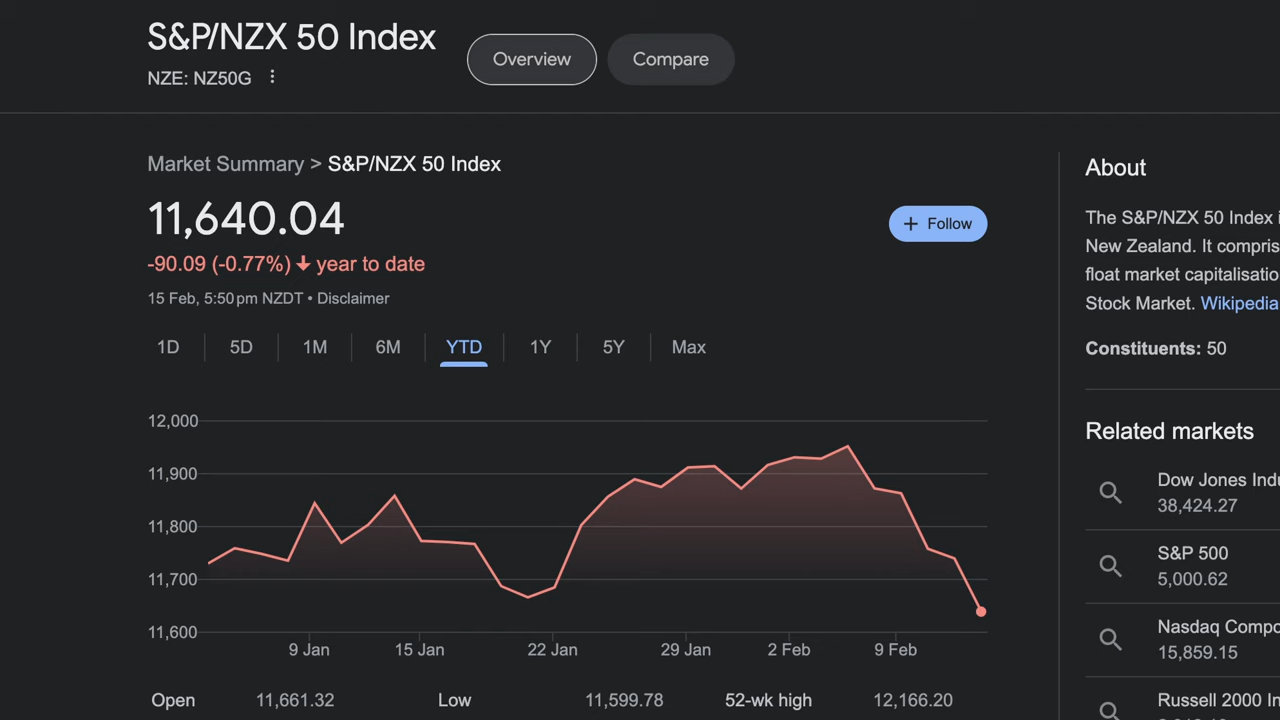 S&P/NZX 50 Index
NZE: NZ50G
Overview
Compare
Market Summary > S&P/NZX 50 Index
11,640.04
-90.09 (-0.77%) ↓ year to date
15 Feb, 5:50 pm NZDT • Disclaimer
+ Follow
1D 5D 1M 6M YTD 1Y 5Y Max
12,000
11,900
11,800
11,700
11,600
9 Jan 15 Jan 22 Jan 29 Jan 2 Feb 9 Feb
Open 11,661.32 Low 11,599.78 52-wk high 12,166.20
About
The S&P/NZX 50 Index
New Zealand. It compris
float market capitalisatio
Stock Market. Wikipedia
Constituents: 50
Related markets
Dow Jones Indu
38,424.27
S&P 500
5,000.62
Nasdaq Compo
15,859.15
Russell 2000 In